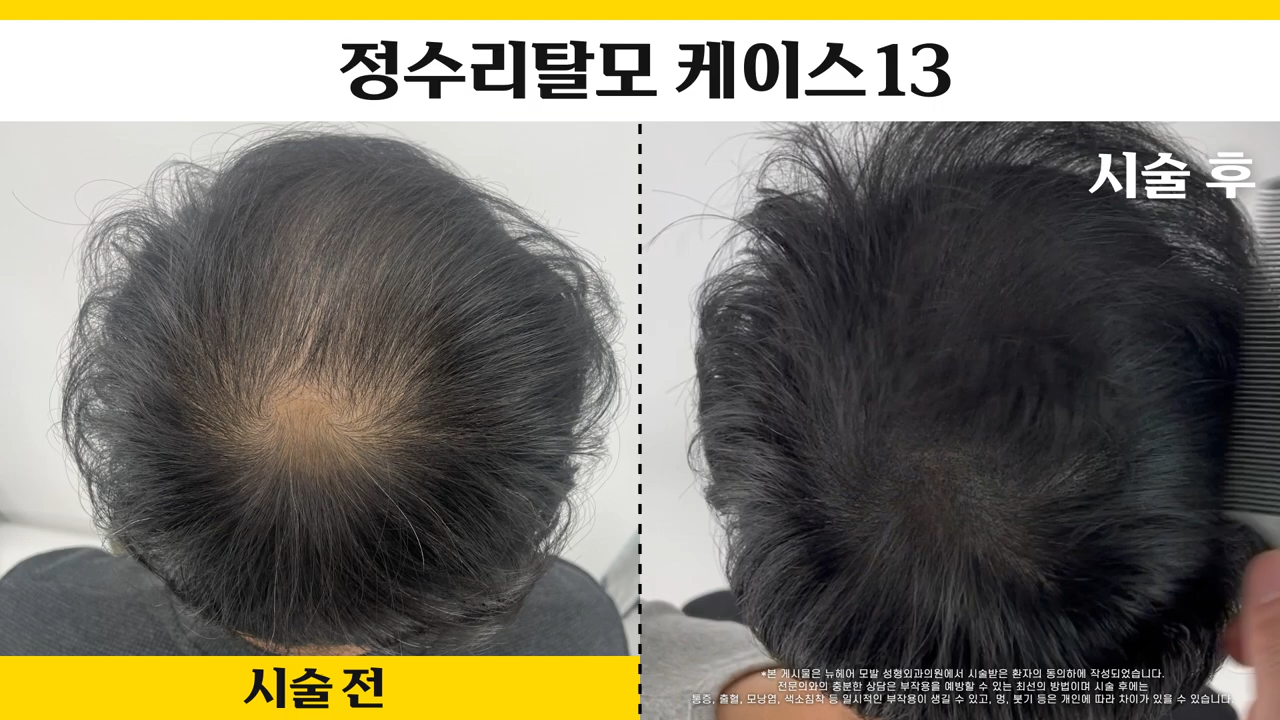 정수리탈모 케이스13
시술 후
시술 전
*본 게시물은 뉴헤어 모발 성형외과의원에서 시술받은 환자의 동의하에 작성되었습니다.
전문의와의 충분한 상담은 부작용을 예방할 수 있는 최선의 방법이며 시술 후에는
통증, 출혈, 모낭염, 색소침착 등 일시적인 부작용이 생길 수 있고, 멍, 붓기 등은 개인에 따라 차이가 있을 수 있습니다.